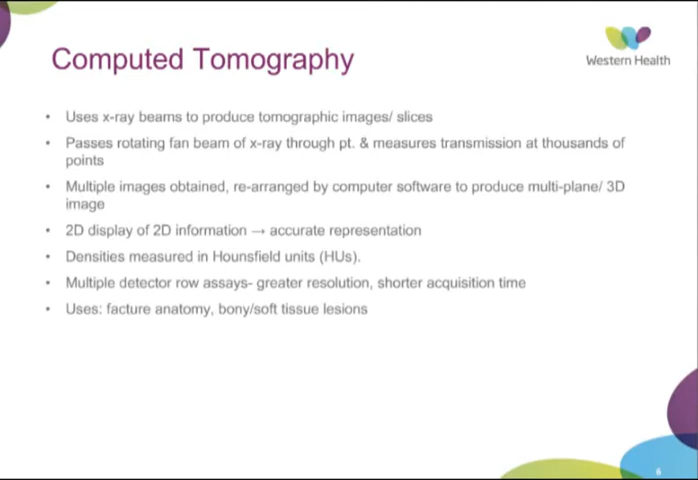 Western Health
Computed Tomography
• Uses x-ray beams to produce tomographic images/ slices
• Passes rotating fan beam of x-ray through pt. & measures transmission at thousands of
points
• Multiple images obtained, re-arranged by computer software to produce multi-plane/ 3D
image
• 2D display of 2D information → accurate representation
• Densities measured in Hounsfield units (HUs).
• Multiple detector row assays- greater resolution, shorter acquisition time
• Uses: facture anatomy, bony/soft tissue lesions
6